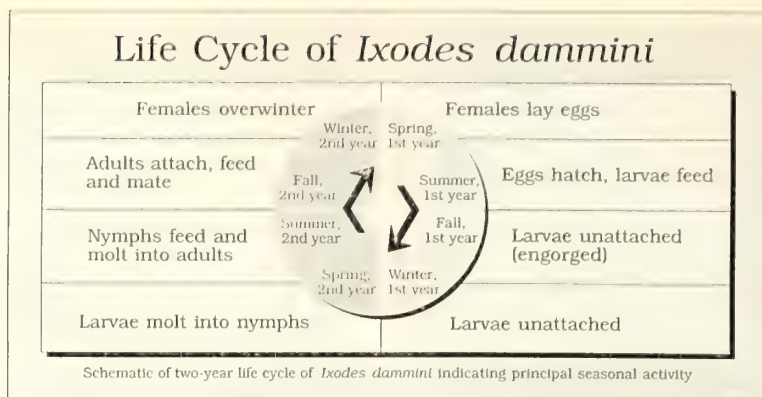 Life Cycle of Ixodes dammini
Females overwinter
Females lay eggs
Winter, 2nd year
Spring, 1st year
Adults attach, feed
and mate
Fall,
2nd year
Summer,
1st year
Eggs hatch, larvae feed
Nymphs feed and
molt into adults
Summer,
2nd year
Fall,
1st year
Larvae unattached
(engorged)
Spring,
2nd year
Winter,
1st year
Larvae molt into nymphs
Larvae unattached
Schematic of two-year life cycle of Ixodes dammini indicating principal seasonal activity